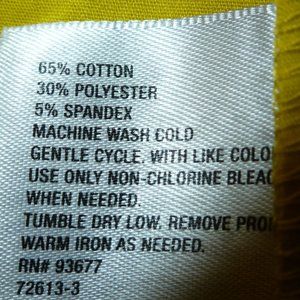 65% COTTON
30% POLYESTER
5% SPANDEX
MACHINE WASH COLD
GENTLE CYCLE, WITH LIKE COLO
USE ONLY NON-CHLORINE BLEAC
WHEN NEEDED.
TUMBLE DRY LOW. REMOVE PRO
WARM IRON AS NEEDED.
RN# 93677
72613-3